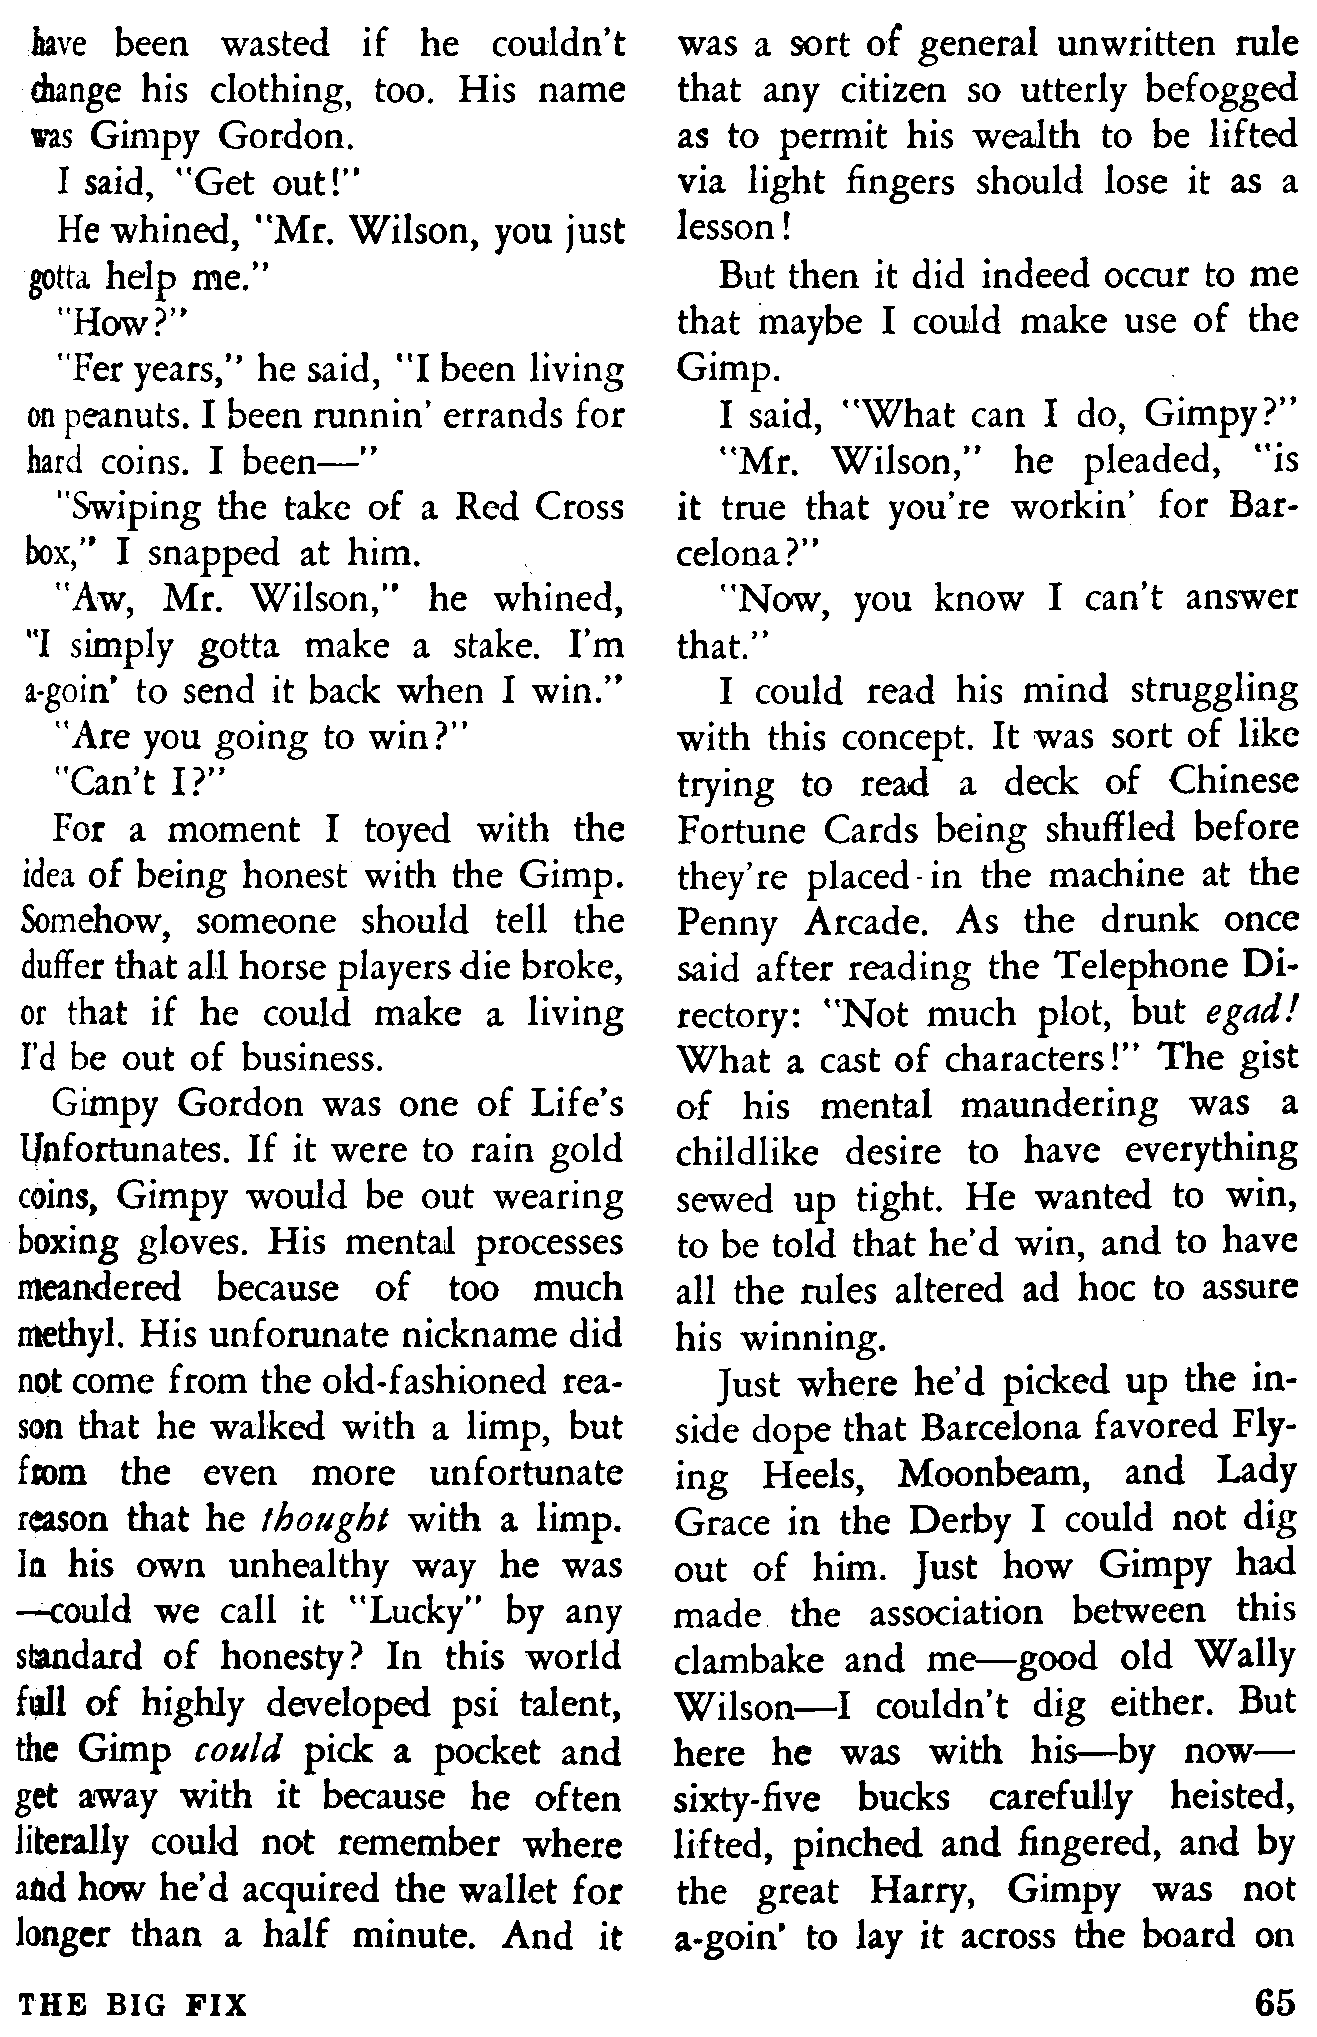 have been wasted if he couldn't
change his clothing, too. His name
was Gimpy Gordon.
I said, "Get out!"
He whined, "Mr. Wilson, you just
gotta help me."
"How?"
"Fer years," he said, "I been living
on peanuts. I been runnin' errands for
hard coins. I been—"
"Swiping the take of a Red Cross
box," I snapped at him.
"Aw, Mr. Wilson," he whined,
"I simply gotta make a stake. I'm
a-goin' to send it back when I win."
"Are you going to win?"
"Can't I?"
For a moment I toyed with the
idea of being honest with the Gimp.
Somehow, someone should tell the
duffer that all horse players die broke,
or that if he could make a living
I'd be out of business.
Gimpy Gordon was one of Life's
Unfortunates. If it were to rain gold
coins, Gimpy would be out wearing
boxing gloves. His mental processes
meandered because of too much
methyl. His unforunate nickname did
not come from the old-fashioned rea-
son that he walked with a limp, but
from the even more unfortunate
reason that he thought with a limp.
In his own unhealthy way he was
—could we call it "Lucky" by any
standard of honesty? In this world
full of highly developed psi talent,
the Gimp could pick a pocket and
get away with it because he often
literally could not remember where
and how he'd acquired the wallet for
longer than a half minute. And it
was a sort of general unwritten rule
that any citizen so utterly befogged
as to permit his wealth to be lifted
via light fingers should lose it as a
lesson!
But then it did indeed occur to me
that maybe I could make use of the
Gimp.
I said, "What can I do, Gimpy?"
"Mr. Wilson," he pleaded, "is
it true that you're workin' for Bar-
celona?"
"Now, you know I can't answer
that."
I could read his mind struggling
with this concept. It was sort of like
trying to read a deck of Chinese
Fortune Cards being shuffled before
they're placed-in the machine at the
Penny Arcade. As the drunk once
said after reading the Telephone Di-
rectory: "Not much plot, but egad!
What a cast of characters!" The gist
of his mental maundering was a
childlike desire to have everything
sewed up tight. He wanted to win,
to be told that he'd win, and to have
all the rules altered ad hoc to assure
his winning.
Just where he'd picked up the in-
side dope that Barcelona favored Fly-
ing Heels, Moonbeam, and Lady
Grace in the Derby I could not dig
out of him. Just how Gimpy had
made the association between this
clambake and me—good old Wally
Wilson—I couldn't dig either. But
here he was with his—by now—
sixty-five bucks carefully heisted,
lifted, pinched and fingered, and by
the great Harry, Gimpy was not
a-goin' to lay it across the board on
THE BIG FIX
65